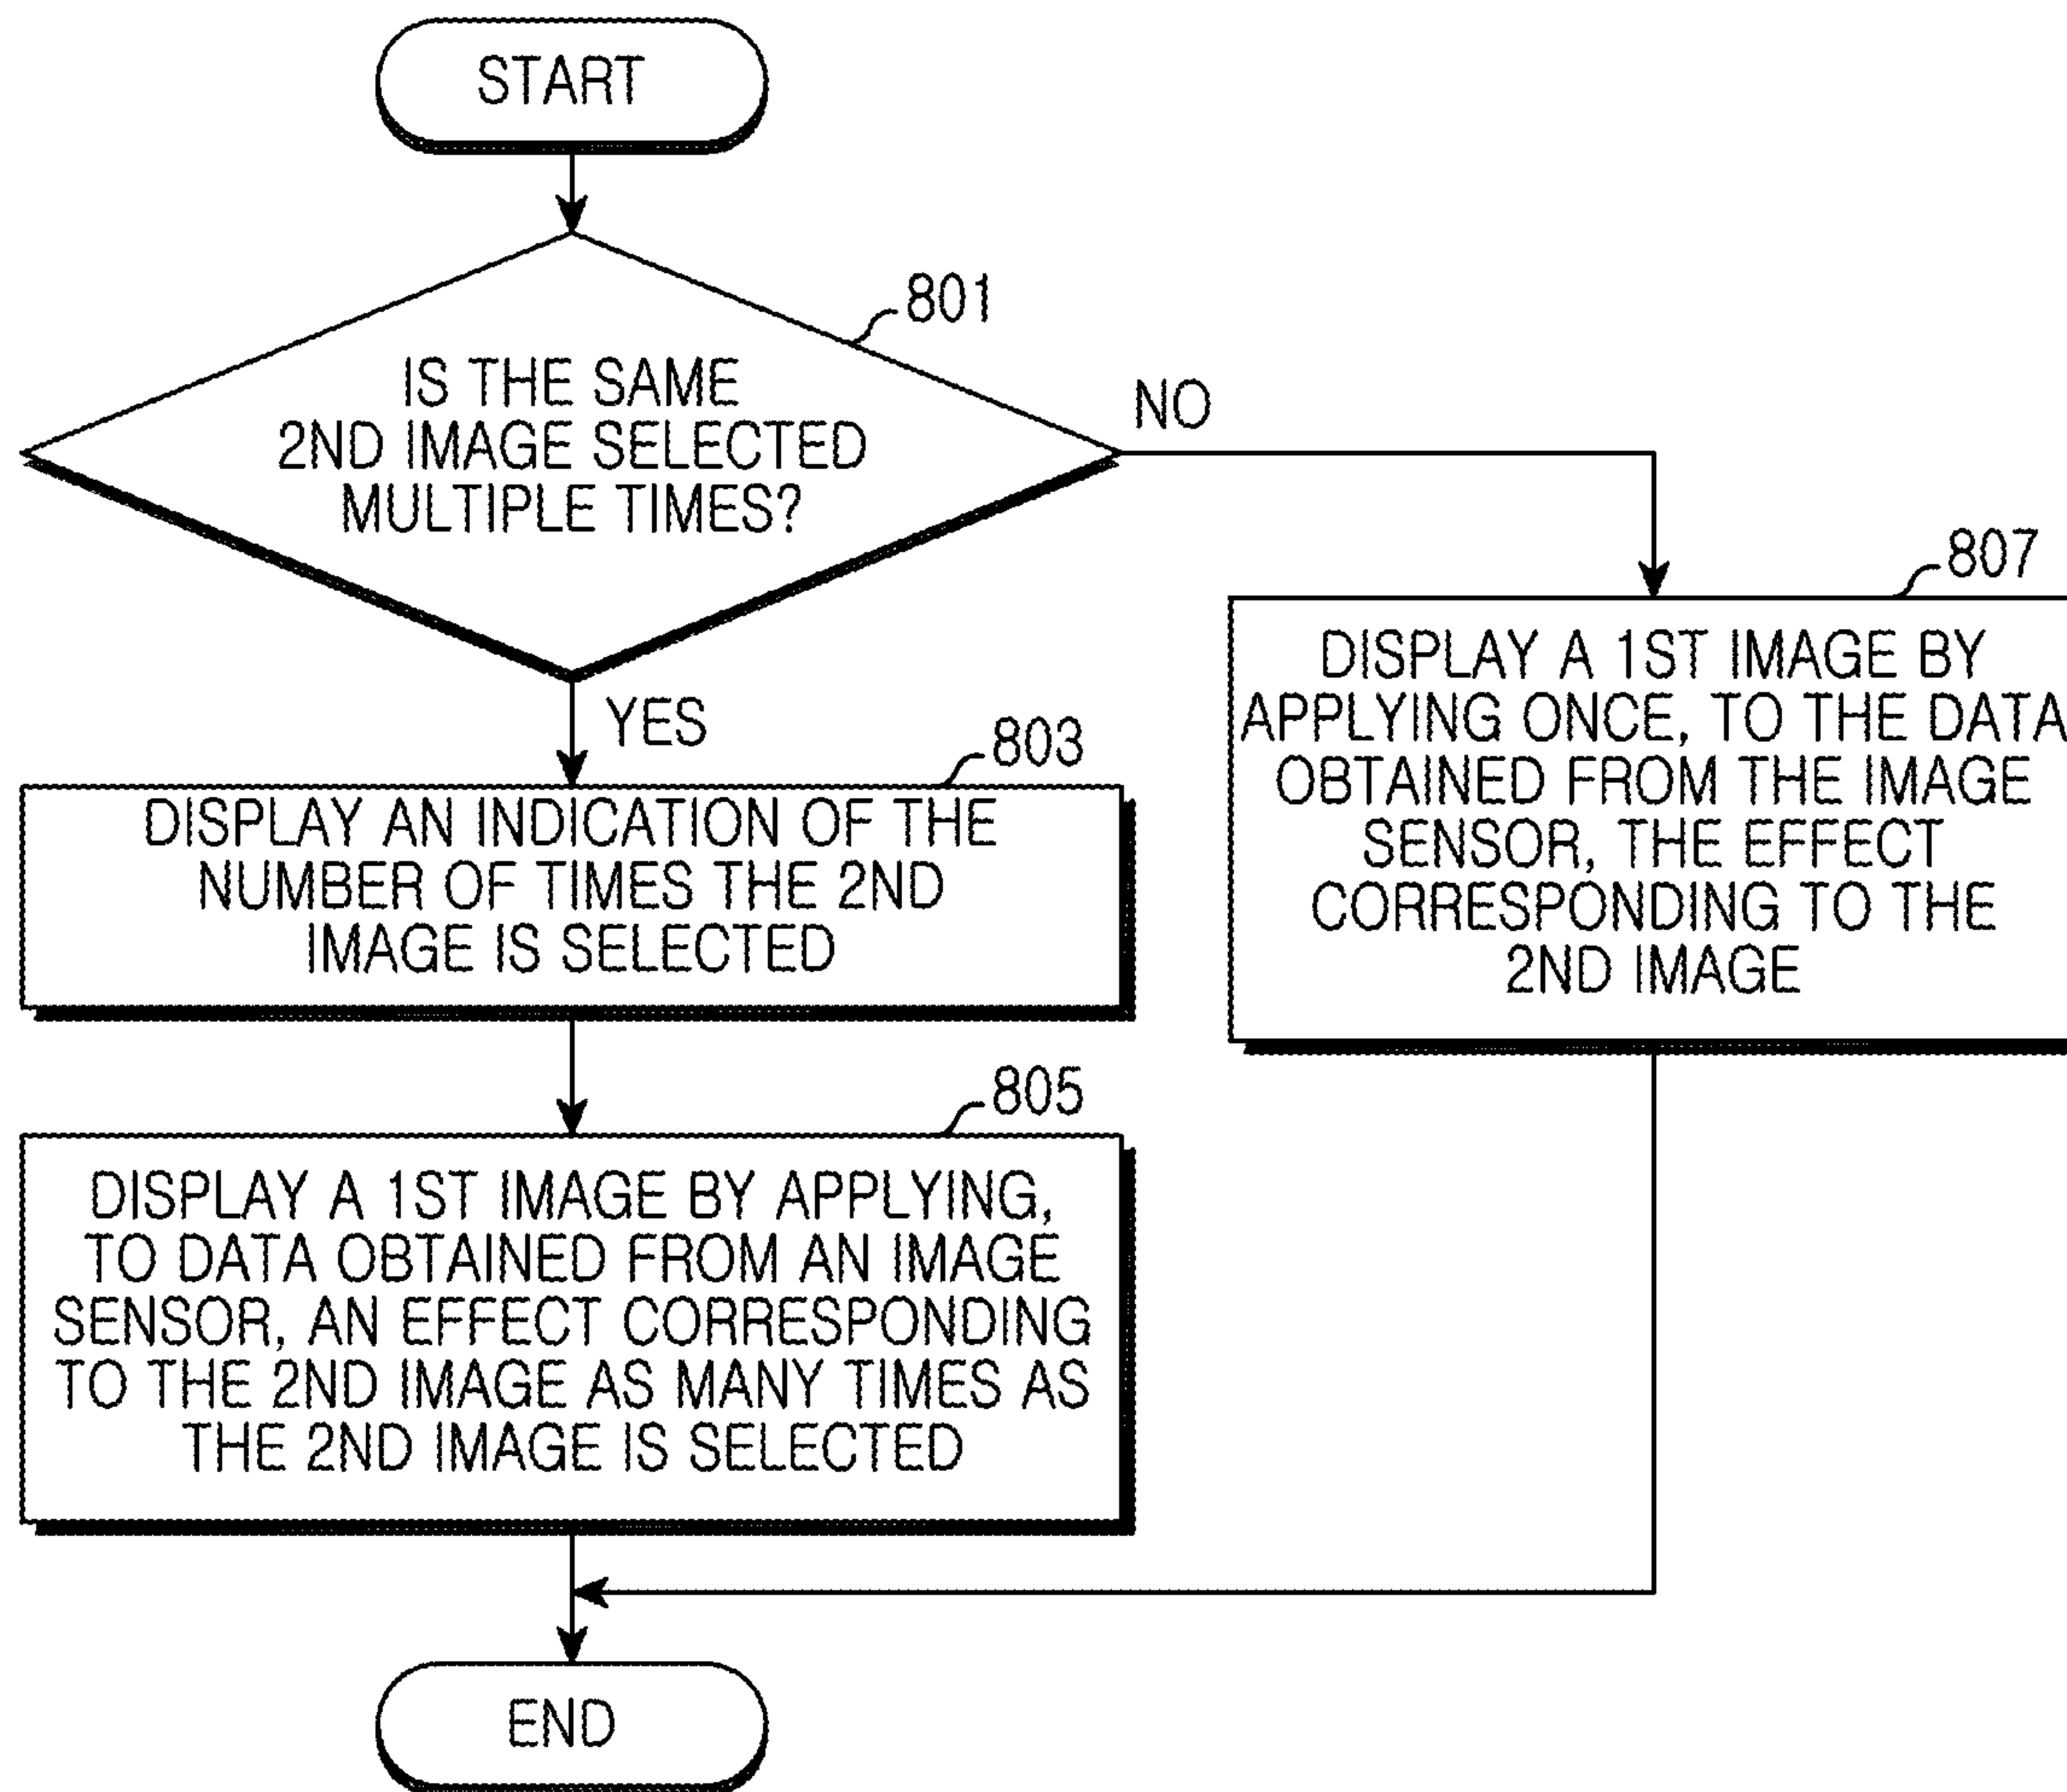 START
801
IS THE SAME
2ND IMAGE SELECTED
MULTIPLE TIMES?
NO
YES
803
DISPLAY AN INDICATION OF THE
NUMBER OF TIMES THE 2ND
IMAGE IS SELECTED
805
DISPLAY A 1ST IMAGE BY APPLYING,
TO DATA OBTAINED FROM AN IMAGE
SENSOR, AN EFFECT CORRESPONDING
TO THE 2ND IMAGE AS MANY TIMES AS
THE 2ND IMAGE IS SELECTED
807
DISPLAY A 1ST IMAGE BY
APPLYING ONCE, TO THE DATA
OBTAINED FROM THE IMAGE
SENSOR, THE EFFECT
CORRESPONDING TO THE
2ND IMAGE
END